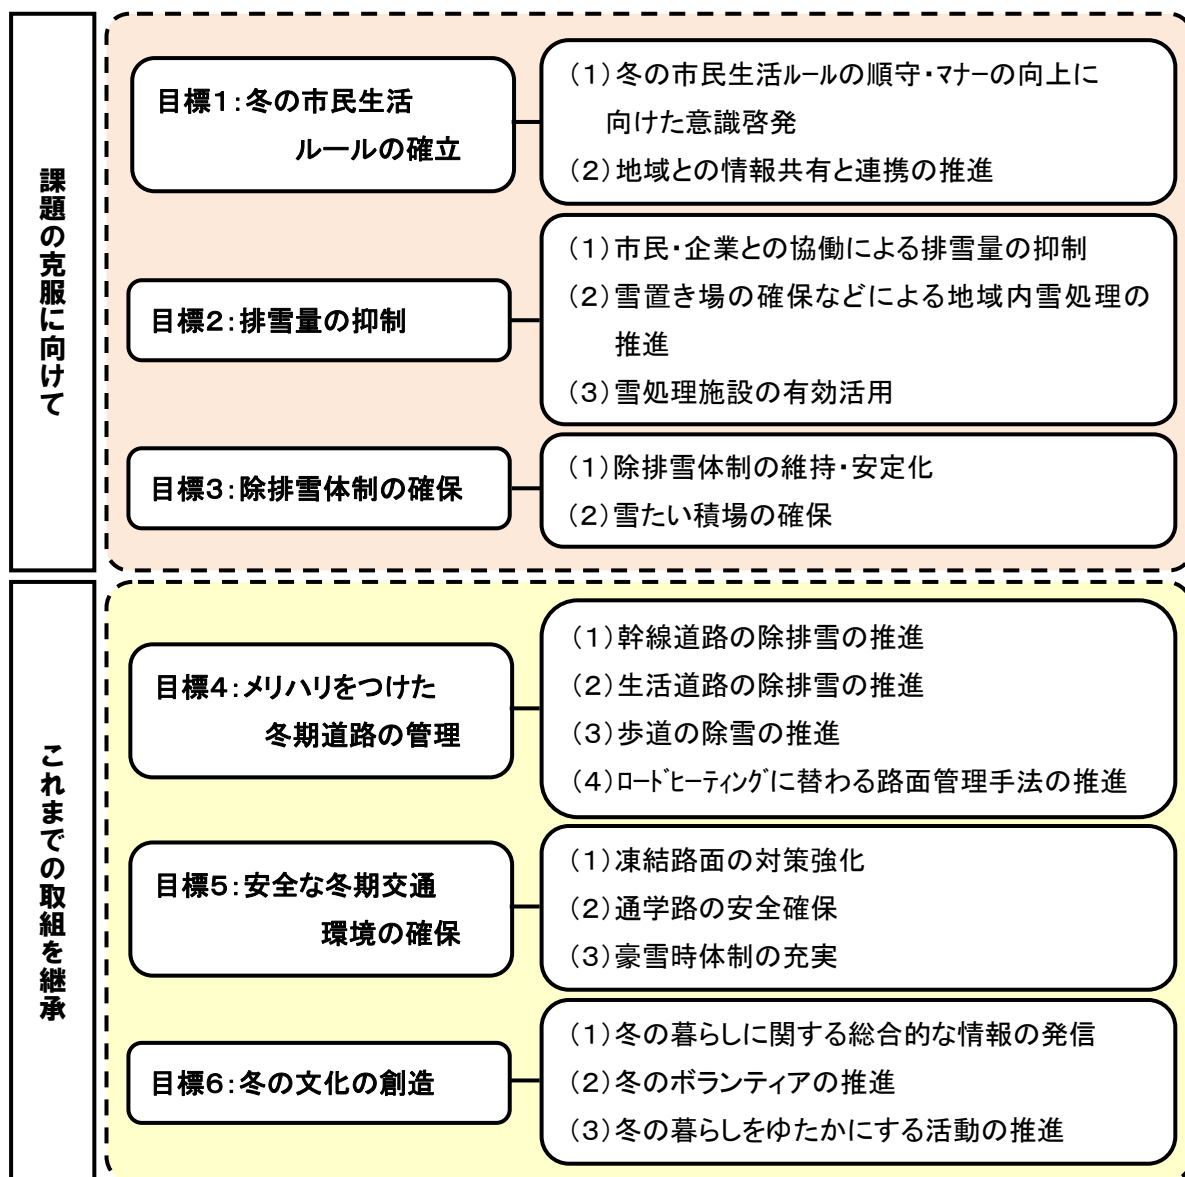 課題の克服に向けて
目標1:冬の市民生活
ルールの確立
(1)冬の市民生活ﾙｰﾙの順守・マナーの向上に
向けた意識啓発
(2)地域との情報共有と連携の推進
目標2:排雪量の抑制
(1)市民・企業との協働による排雪量の抑制
(2)雪置き場の確保などによる地域内雪処理の
推進
(3)雪処理施設の有効活用
目標3:除排雪体制の確保
(1)除排雪体制の維持・安定化
(2)雪たい積場の確保
これまでの取組を継承
目標4:メリハリをつけた
冬期道路の管理
(1)幹線道路の除排雪の推進
(2)生活道路の除排雪の推進
(3)歩道の除雪の推進
(4)ﾛｰﾄﾞﾋｰﾃｨﾝｸﾞに替わる路面管理手法の推進
目標5:安全な冬期交通
環境の確保
(1)凍結路面の対策強化
(2)通学路の安全確保
(3)豪雪時体制の充実
目標6:冬の文化の創造
(1)冬の暮らしに関する総合的な情報の発信
(2)冬のボランティアの推進
(3)冬の暮らしをゆたかにする活動の推進